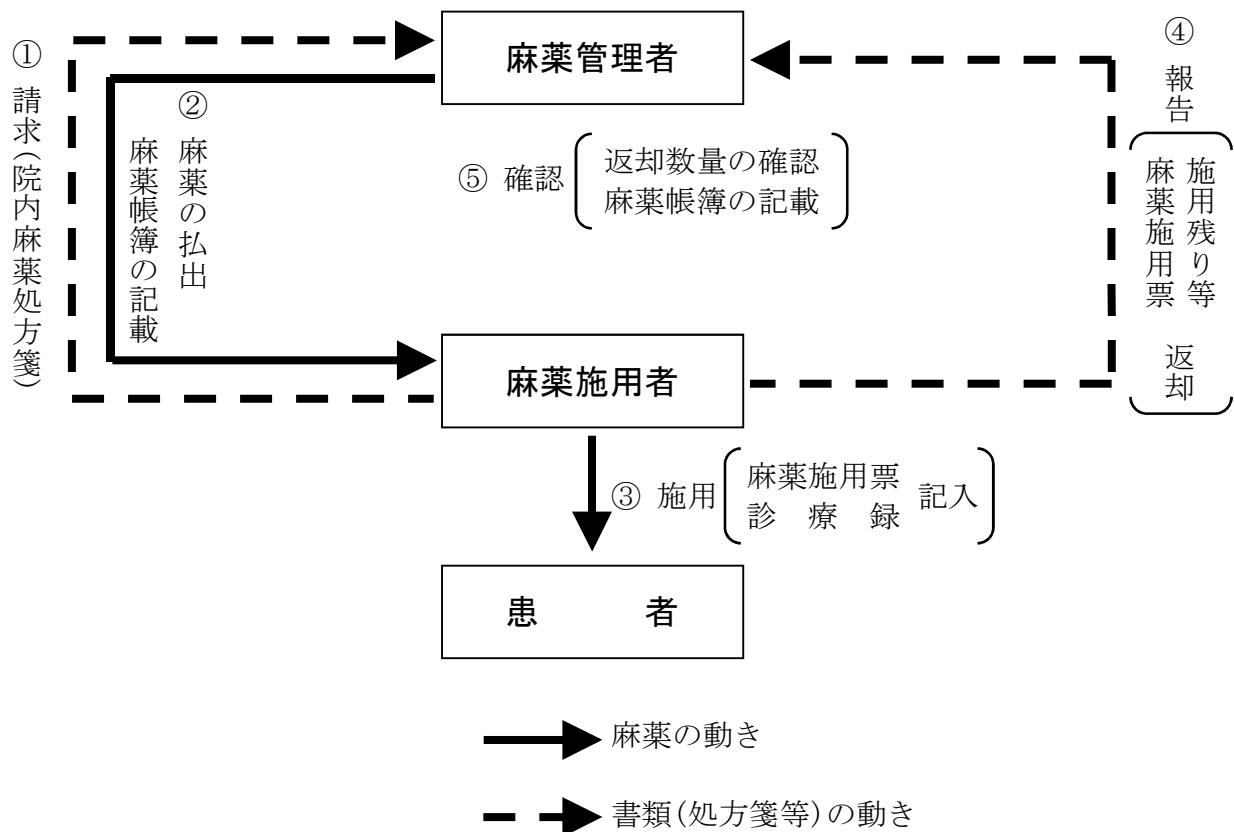 ① 請求(院内麻薬処方箋)
麻薬管理者
② 麻薬の払出
麻薬帳簿の記載
④ 報告
施用残り等
麻薬施用票
返却
⑤ 確認
返却数量の確認
麻薬帳簿の記載
麻薬施用者
③ 施用
麻薬施用票
診 療 録
記入
患 者
麻薬の動き
書類(処方箋等)の動き